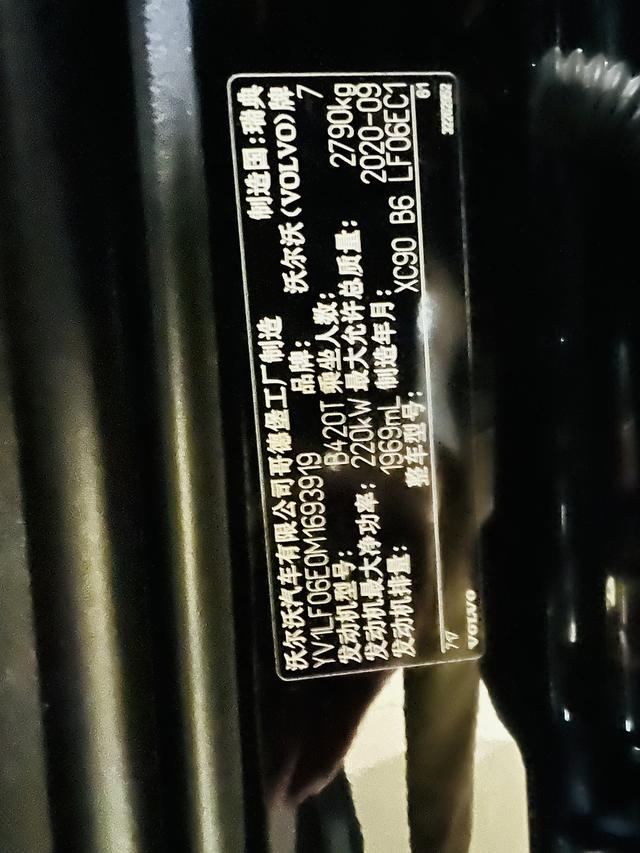 沃尔沃汽车有限公司哥德堡工厂制造 制造国:瑞典
YV1LF06E0M1693919 品牌: 沃尔沃(VOLVO)牌
发动机型号: B420T 乘坐人数: 7
发动机最大净功率: 220kW 最大允许总质量: 2790kg
发动机排量: 1969mL 制造年月: 2020-09
整车型号: XC90 B6 LF06EC1
G1
VOLVO